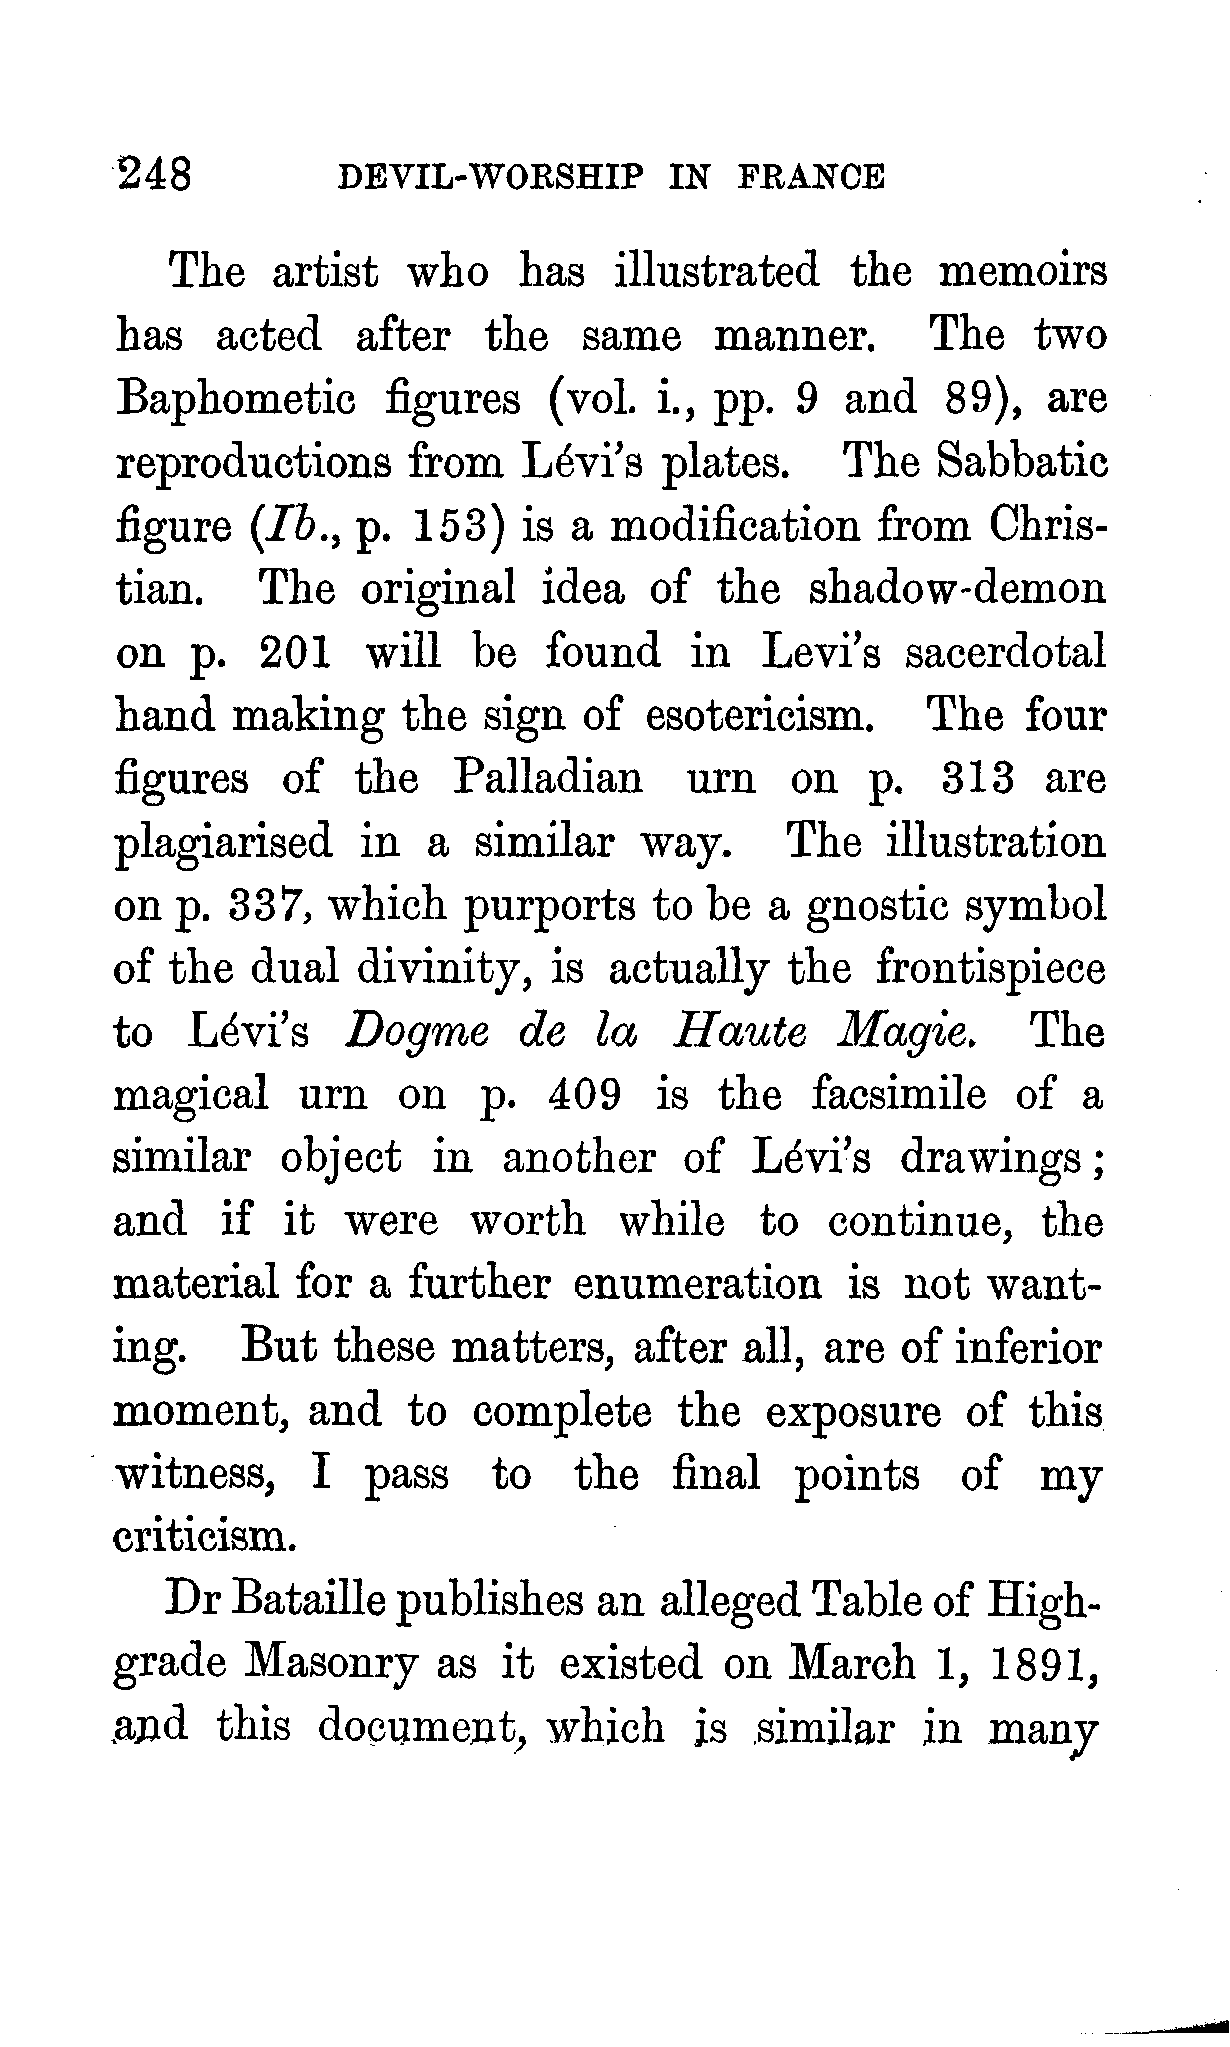 248 DEVIL-WORSHIP IN FRANCE
The artist who has illustrated the memoirs
has acted after the same manner. The two
Baphometic figures (vol. i., pp. 9 and 89), are
reproductions from Lévi's plates. The Sabbatic
figure (Ib., p. 153) is a modification from Chris-
tian. The original idea of the shadow-demon
on p. 201 will be found in Levi's sacerdotal
hand making the sign of esotericism. The four
figures of the Palladian urn on p. 313 are
plagiarised in a similar way. The illustration
on p. 337, which purports to be a gnostic symbol
of the dual divinity, is actually the frontispiece
to Lévi's Dogme de la Haute Magie. The
magical urn on p. 409 is the facsimile of a
similar object in another of Lévi's drawings;
and if it were worth while to continue, the
material for a further enumeration is not want-
ing. But these matters, after all, are of inferior
moment, and to complete the exposure of this
witness, I pass to the final points of my
criticism.
Dr Bataille publishes an alleged Table of High-
grade Masonry as it existed on March 1, 1891,
and this document, which is similar in many